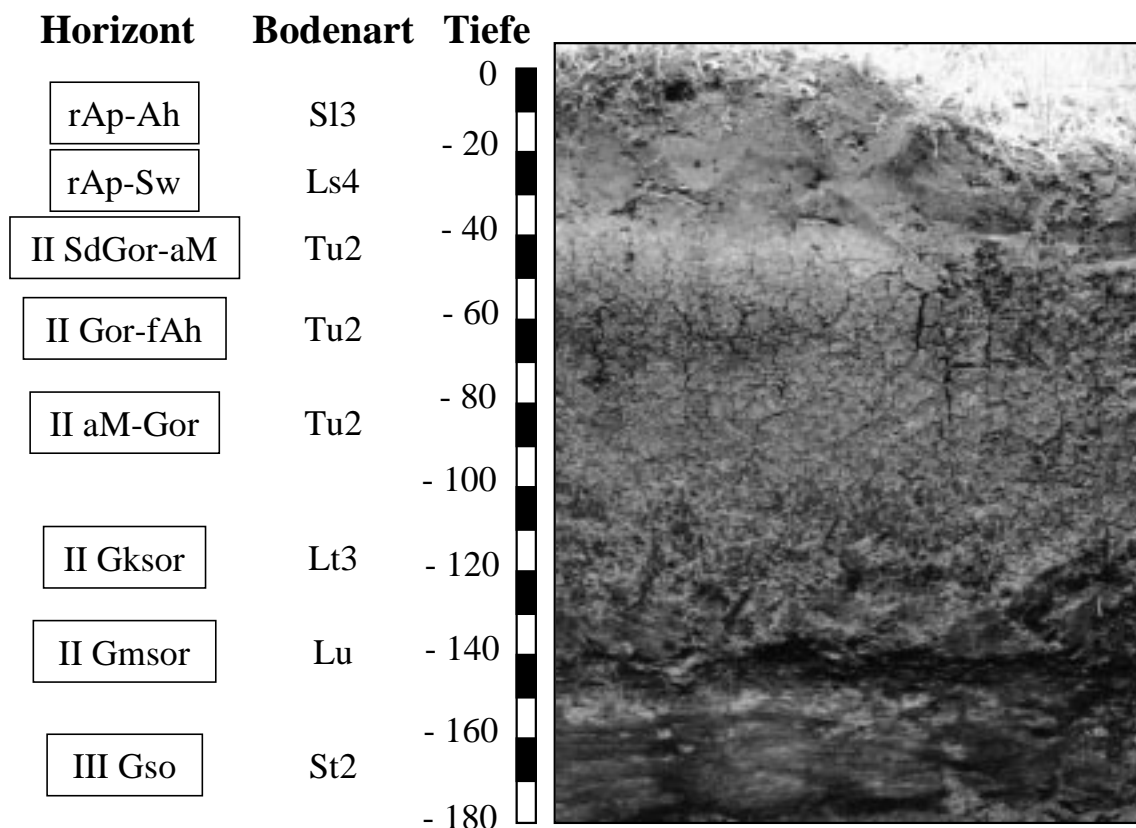 Horizont Bodenart Tiefe
0
rAp-Ah Sl3
- 20
rAp-Sw Ls4
- 40
II SdGor-aM Tu2
- 60
II Gor-fAh Tu2
- 80
II aM-Gor Tu2
- 100
II Gksor Lt3 - 120
II Gmsor Lu - 140
- 160
III Gso St2
- 180